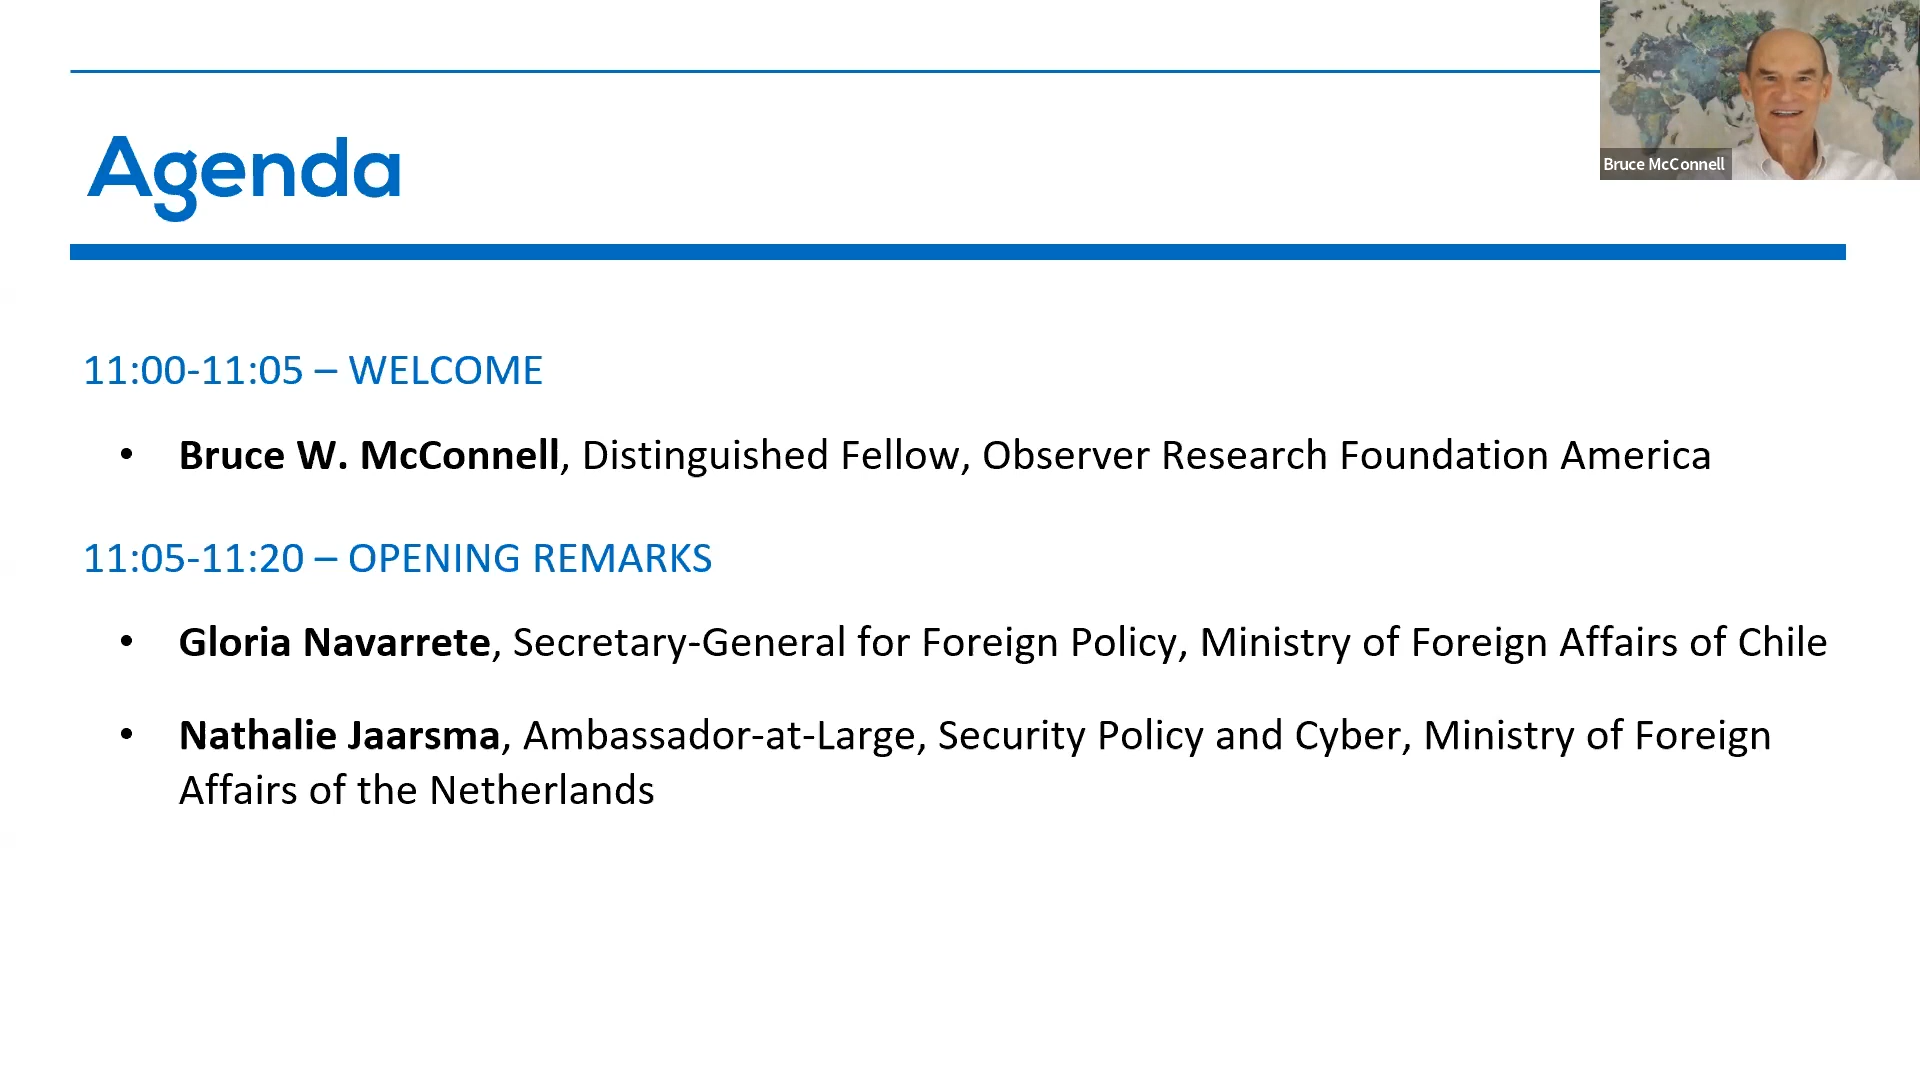 Agenda
Bruce McConnell
11:00-11:05 – WELCOME
• Bruce W. McConnell, Distinguished Fellow, Observer Research Foundation America
11:05-11:20 – OPENING REMARKS
• Gloria Navarrete, Secretary-General for Foreign Policy, Ministry of Foreign Affairs of Chile
• Nathalie Jaarsma, Ambassador-at-Large, Security Policy and Cyber, Ministry of Foreign
Affairs of the Netherlands